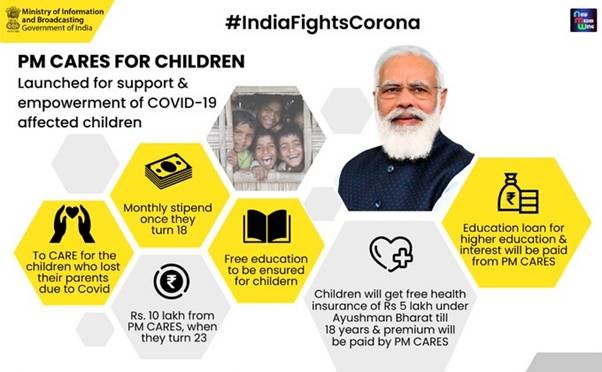 Ministry of Information
and Broadcasting
Government of India
#IndiaFightsCorona
PM CARES FOR CHILDREN
Launched for support &
empowerment of COVID-19
affected children
To CARE for the
children who lost
their parents
due to Covid
Monthly stipend
once they
turn 18
Rs. 10 lakh from
PM CARES, when
they turn 23
Free education
to be ensured
for childern
Children will get free health
insurance of Rs 5 lakh under
Ayushman Bharat till
18 years & premium will
be paid by PM CARES
Education loan for
higher education &
interest will be paid
from PM CARES